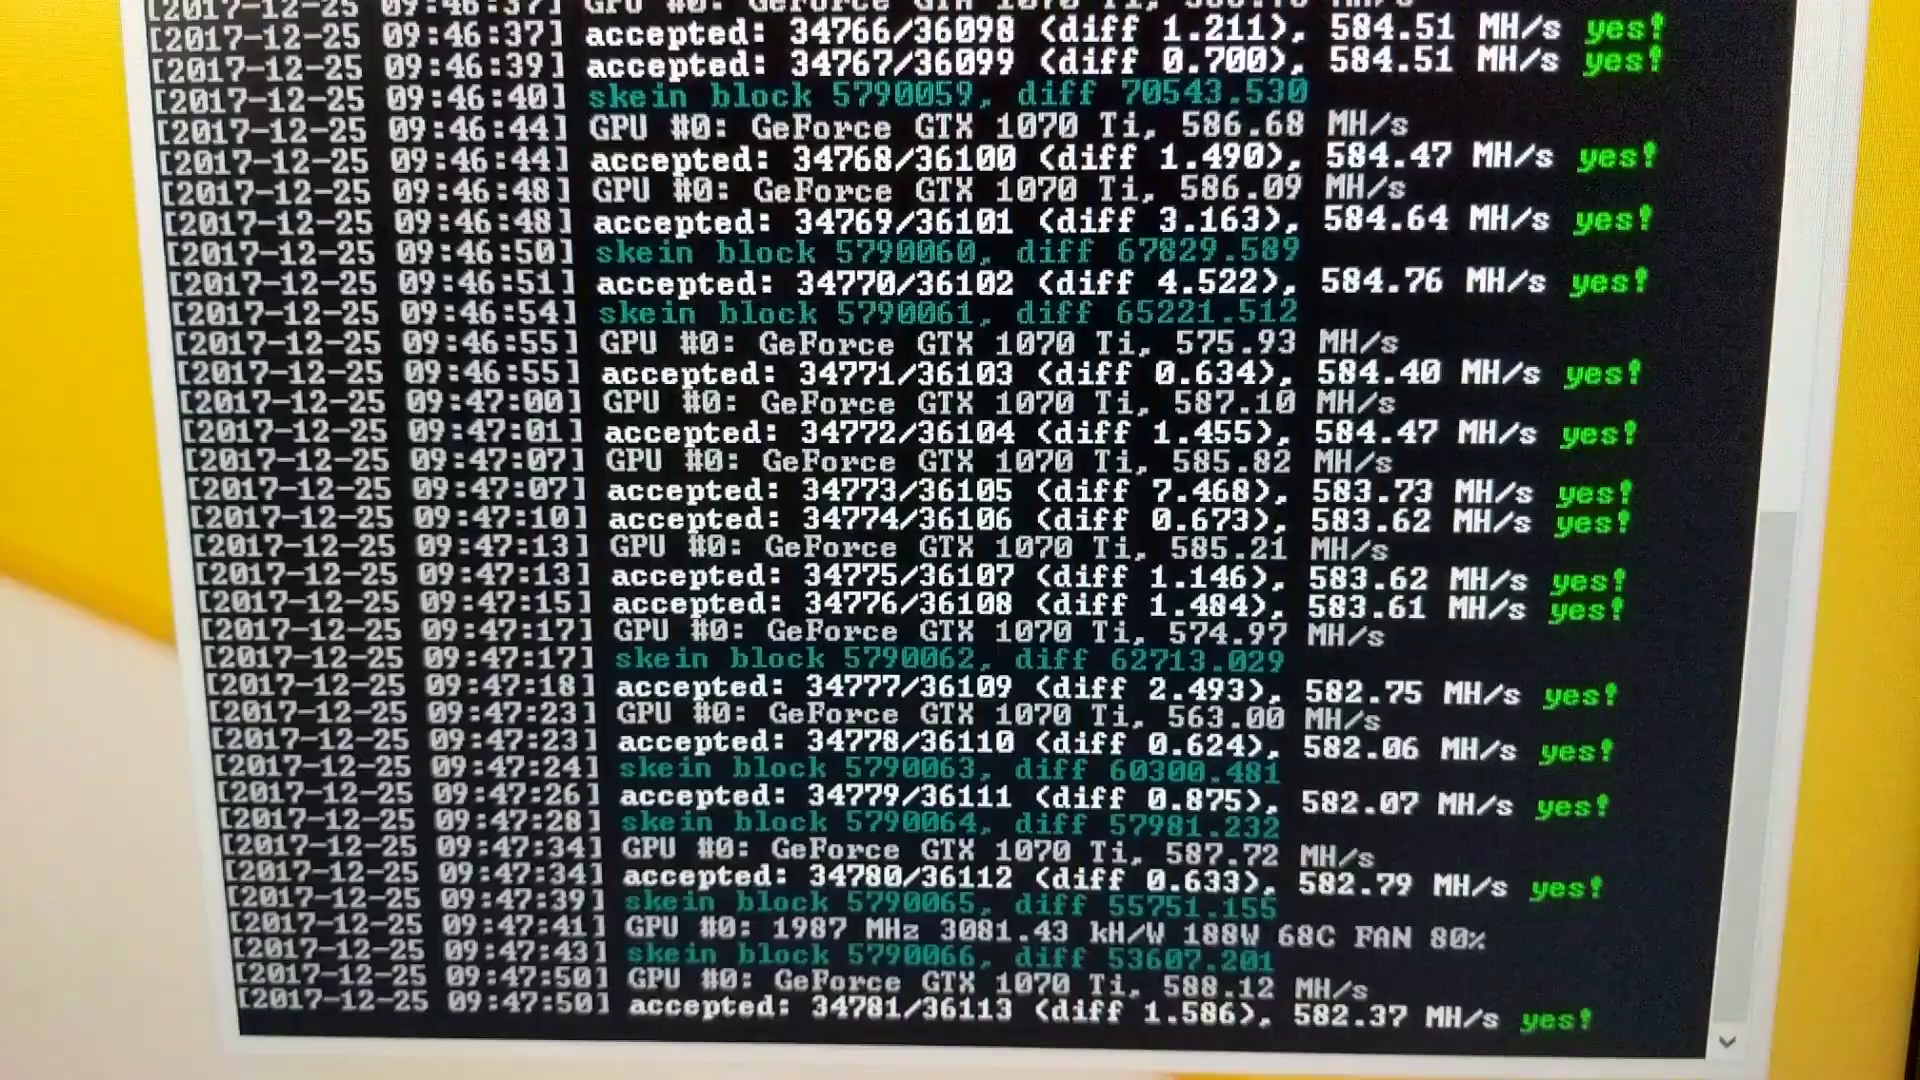 [2017-12-25 09:46:37] GPU #0: GeForce GTX 1070 Ti,
[2017-12-25 09:46:37] accepted: 34766/36098 (diff 1.211), 584.51 MH/s yes!
[2017-12-25 09:46:39] accepted: 34767/36099 (diff 0.700), 584.51 MH/s yes!
[2017-12-25 09:46:40] skein block 5790059, diff 70543.530
[2017-12-25 09:46:44] GPU #0: GeForce GTX 1070 Ti, 586.68 MH/s
[2017-12-25 09:46:44] accepted: 34768/36100 (diff 1.490), 584.47 MH/s yes!
[2017-12-25 09:46:48] GPU #0: GeForce GTX 1070 Ti, 586.09 MH/s
[2017-12-25 09:46:48] accepted: 34769/36101 (diff 3.163), 584.64 MH/s yes!
[2017-12-25 09:46:50] skein block 5790060, diff 67829.589
[2017-12-25 09:46:51] accepted: 34770/36102 (diff 4.522), 584.76 MH/s yes!
[2017-12-25 09:46:54] skein block 5790061, diff 65221.512
[2017-12-25 09:46:55] GPU #0: GeForce GTX 1070 Ti, 575.93 MH/s
[2017-12-25 09:46:55] accepted: 34771/36103 (diff 0.634), 584.40 MH/s yes!
[2017-12-25 09:47:00] GPU #0: GeForce GTX 1070 Ti, 587.10 MH/s
[2017-12-25 09:47:01] accepted: 34772/36104 (diff 1.455), 584.47 MH/s yes!
[2017-12-25 09:47:07] GPU #0: GeForce GTX 1070 Ti, 585.82 MH/s
[2017-12-25 09:47:07] accepted: 34773/36105 (diff 7.468), 583.73 MH/s yes!
[2017-12-25 09:47:10] accepted: 34774/36106 (diff 0.673), 583.62 MH/s yes!
[2017-12-25 09:47:13] GPU #0: GeForce GTX 1070 Ti, 585.21 MH/s
[2017-12-25 09:47:13] accepted: 34775/36107 (diff 1.146), 583.62 MH/s yes!
[2017-12-25 09:47:15] accepted: 34776/36108 (diff 1.484), 583.61 MH/s yes!
[2017-12-25 09:47:17] GPU #0: GeForce GTX 1070 Ti, 574.97 MH/s
[2017-12-25 09:47:17] skein block 5790062, diff 62713.029
[2017-12-25 09:47:18] accepted: 34777/36109 (diff 2.493), 582.75 MH/s yes!
[2017-12-25 09:47:23] GPU #0: GeForce GTX 1070 Ti, 563.00 MH/s
[2017-12-25 09:47:23] accepted: 34778/36110 (diff 0.624), 582.06 MH/s yes!
[2017-12-25 09:47:24] skein block 5790063, diff 60300.481
[2017-12-25 09:47:26] accepted: 34779/36111 (diff 0.875), 582.07 MH/s yes!
[2017-12-25 09:47:28] skein block 5790064, diff 57981.232
[2017-12-25 09:47:34] GPU #0: GeForce GTX 1070 Ti, 587.72 MH/s
[2017-12-25 09:47:34] accepted: 34780/36112 (diff 0.633), 582.79 MH/s yes!
[2017-12-25 09:47:39] skein block 5790065, diff 55751.155
[2017-12-25 09:47:41] GPU #0: 1987 MHz 3081.43 kH/W 188W 68C FAN 80%
[2017-12-25 09:47:43] skein block 5790066, diff 53607.201
[2017-12-25 09:47:50] GPU #0: GeForce GTX 1070 Ti, 588.12 MH/s
[2017-12-25 09:47:50] accepted: 34781/36113 (diff 1.586), 582.37 MH/s yes!